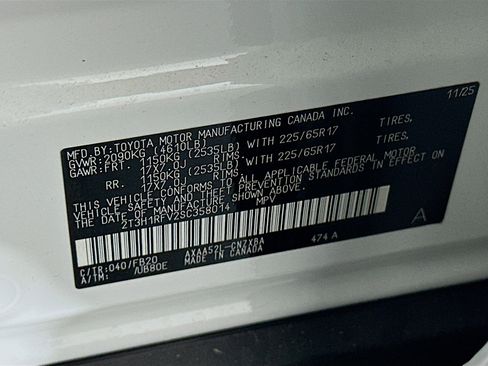 MFD.BY:TOYOTA MOTOR MANUFACTURING CANADA INC. 11/25
GVWR:2090KG (4610LB)
GAWR:FRT. 1150KG (2535LB) WITH 225/65R17 TIRES,
17X7.0J RIMS,
RR. 1150KG (2535LB) WITH 225/65R17 TIRES,
17X7.0J RIMS,
THIS VEHICLE CONFORMS TO ALL APPLICABLE FEDERAL MOTOR
VEHICLE SAFETY, AND THEFT PREVENTION STANDARDS IN EFFECT ON THE DATE OF
MANUFACTURE SHOWN ABOVE.
2T3H1RFV2SC358014 MPV
A
C/TR:040/FB20 AXAA52L-CNZXBA 474 A
A/TM: /UB80E MADE IN CANADA